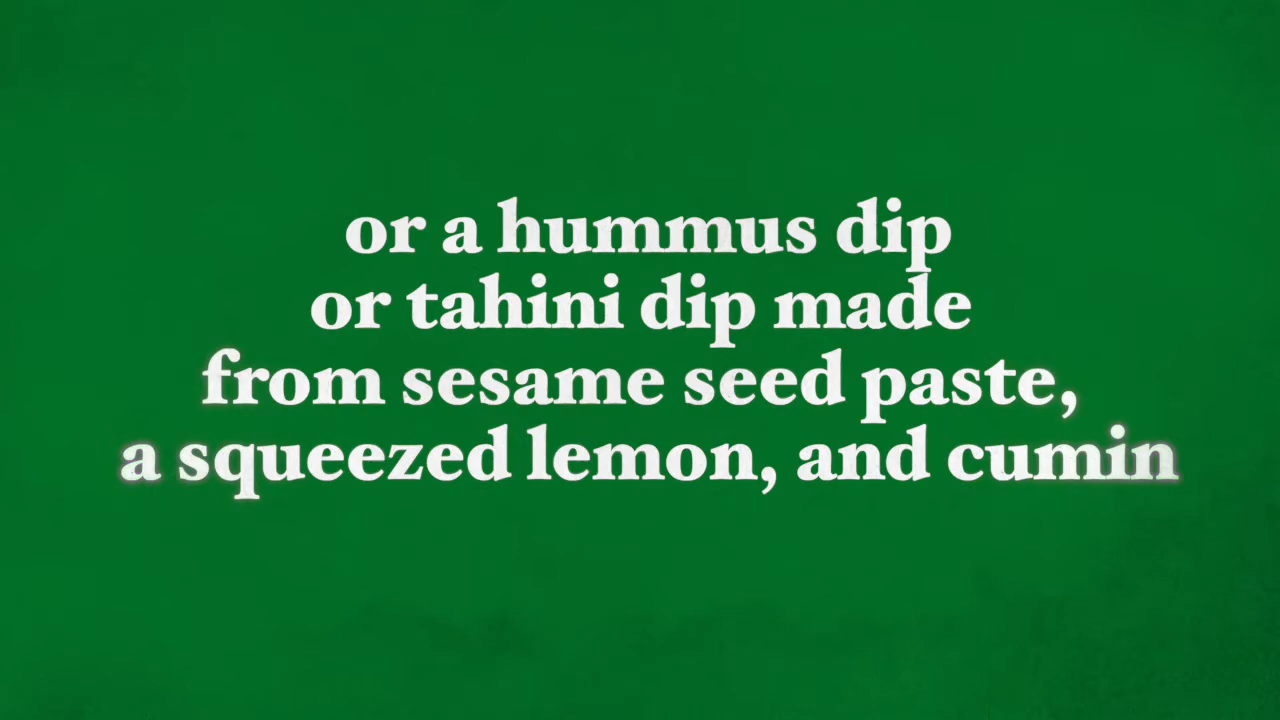 or a hummus dip
or tahini dip made
from sesame seed paste,
a squeezed lemon, and cumin